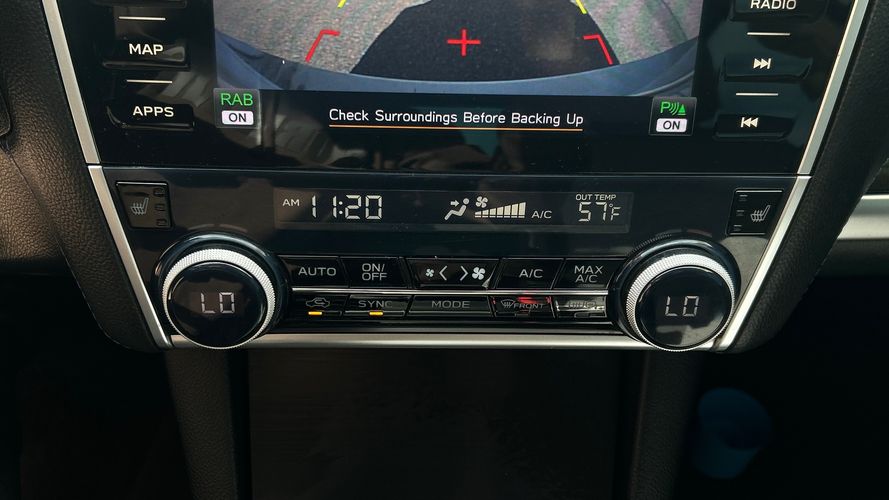 RADIO
MAP
APPS
RAB
ON
Check Surroundings Before Backing Up
P
ON
AM 11:20 A/C OUT TEMP 57°F
AUTO ON/OFF A/C MAX A/C
LO SYNC MODE FRONT LO